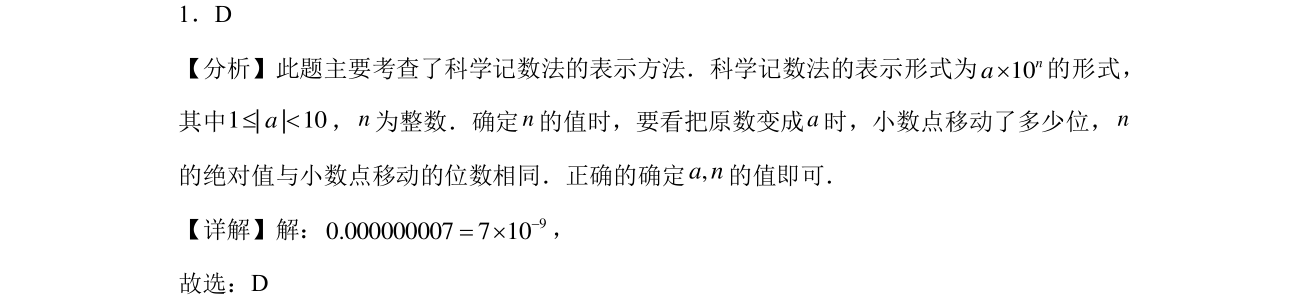 1．D
【分析】此题主要考查了科学记数法的表示方法．科学记数法的表示形式为a×10ⁿ的形式，
其中1≤|a|<10，n为整数．确定n的值时，要看把原数变成a时，小数点移动了多少位，n
的绝对值与小数点移动的位数相同．正确的确定a,n的值即可．
【详解】解：0.000000007=7×10⁻⁹，
故选：D